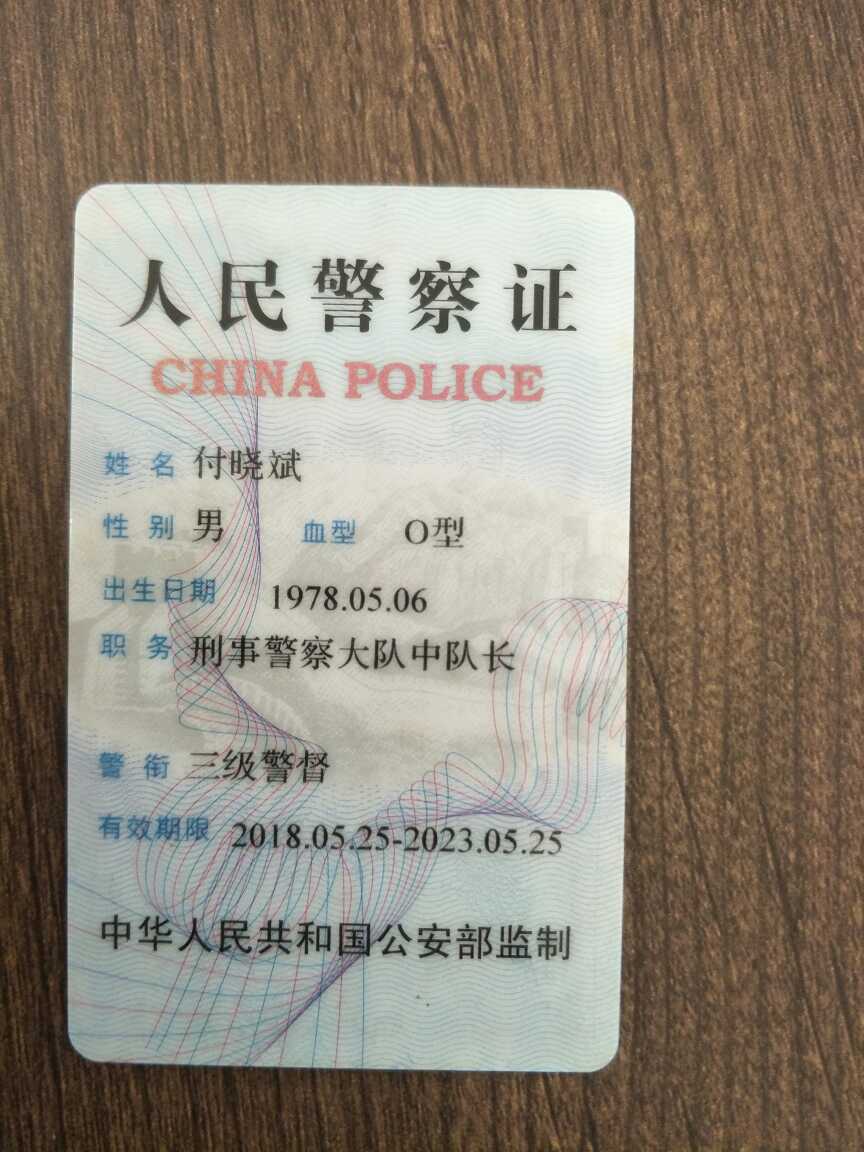 人民警察证
CHINA POLICE
姓名 付晓斌
性别 男 血型 O型
出生日期 1978.05.06
职务 刑事警察大队中队长
警衔 三级警督
有效期限 2018.05.25-2023.05.25
中华人民共和国公安部监制